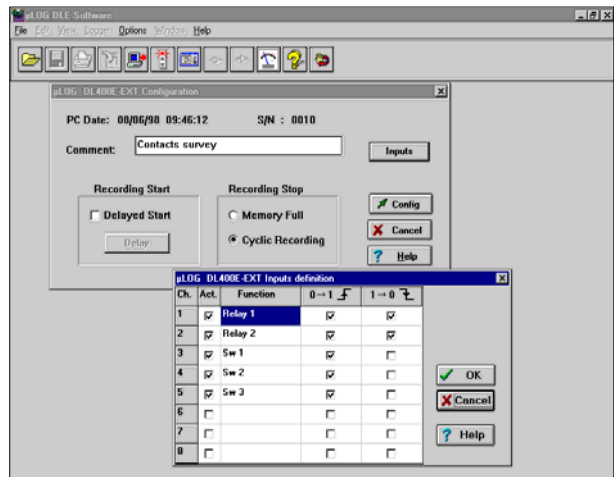 µLOG DLE Software
File Edit View Logger Options Window Help
µLOG DL400E-EXT Configuration
PC Date: 08/06/98 09:46:12 S/N : 0010
Comment: Contacts survey
Inputs
Recording Start
Delayed Start
Delay
Recording Stop
Memory Full
Cyclic Recording
Config
Cancel
Help
µLOG DL400E-EXT Inputs definition
Ch. Act. Function 0→1 1→0
1 Relay 1
2 Relay 2
3 Sw 1
4 Sw 2
5 Sw 3
6
7
8
OK
Cancel
Help